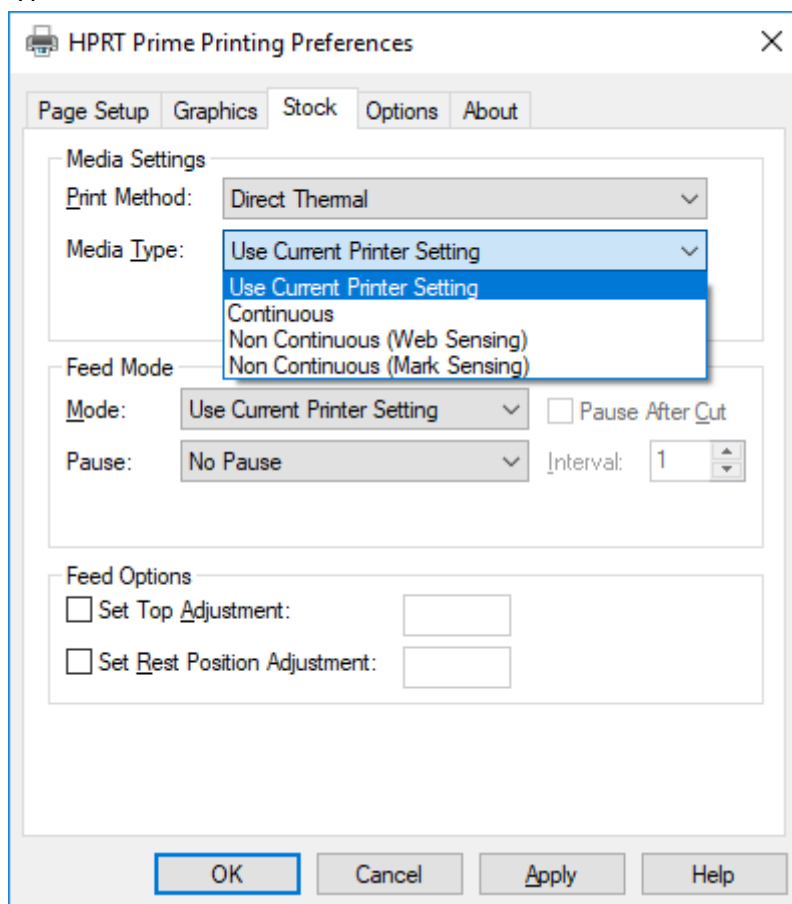 HPRT Prime Printing Preferences
Page Setup Graphics Stock Options About
Media Settings
Print Method: Direct Thermal
Media Type: Use Current Printer Setting
Use Current Printer Setting
Continuous
Non Continuous (Web Sensing)
Non Continuous (Mark Sensing)
Feed Mode
Mode: Use Current Printer Setting Pause After Cut
Pause: No Pause Interval: 1
Feed Options
Set Top Adjustment:
Set Rest Position Adjustment:
OK Cancel Apply Help